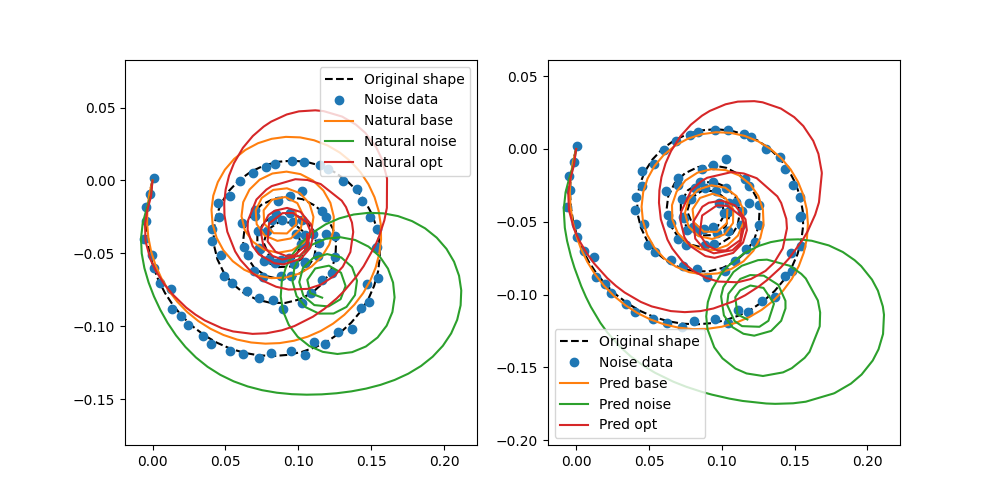 0.05
0.00
−0.05
−0.10
−0.15
0.00 0.05 0.10 0.15 0.20
Original shape
Noise data
Natural base
Natural noise
Natural opt
0.05
0.00
−0.05
−0.10
−0.15
−0.20
0.00 0.05 0.10 0.15 0.20
Original shape
Noise data
Pred base
Pred noise
Pred opt